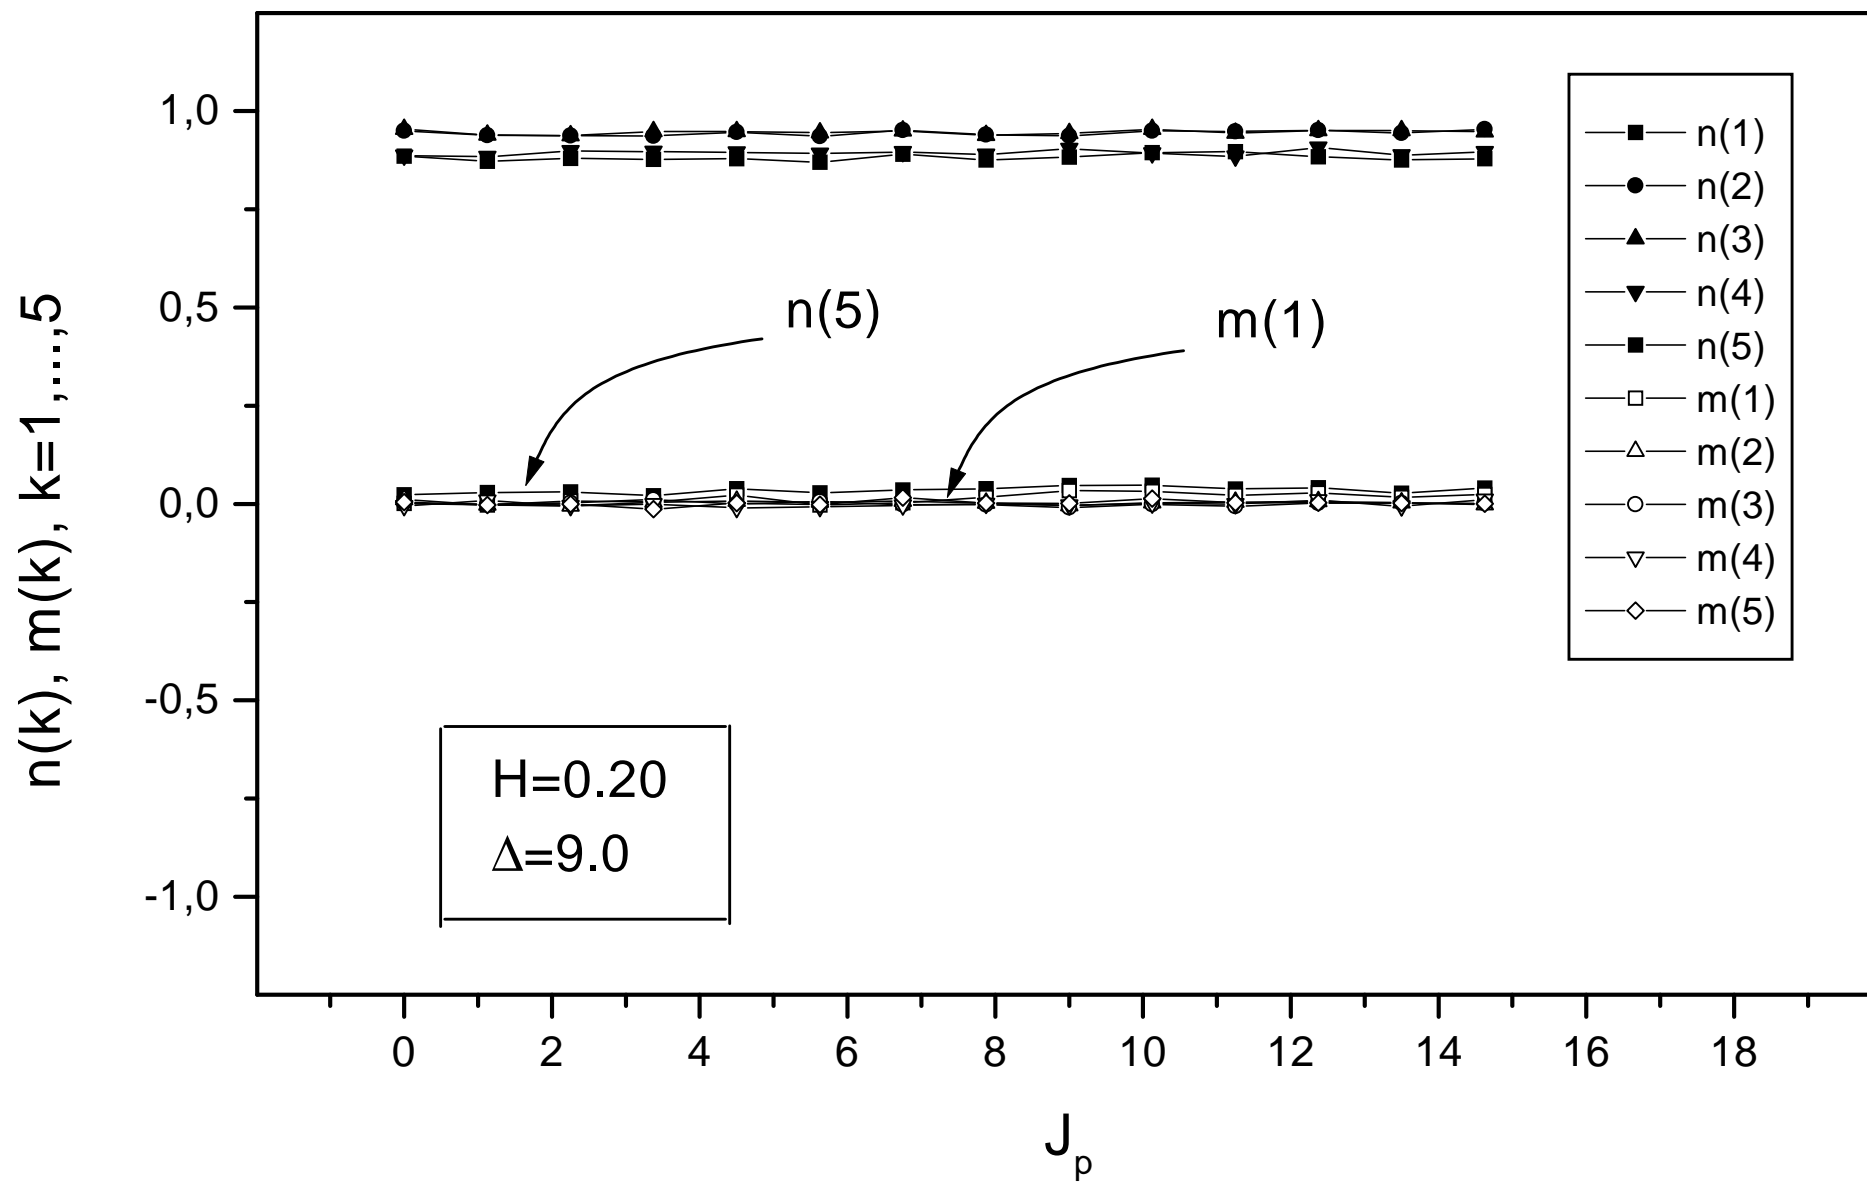 n(k), m(k), k=1,...,5
1,0
0,5
0,0
-0,5
-1,0
n(5)
m(1)
n(1)
n(2)
n(3)
n(4)
n(5)
m(1)
m(2)
m(3)
m(4)
m(5)
H=0.20
Δ=9.0
0 2 4 6 8 10 12 14 16 18
J_p